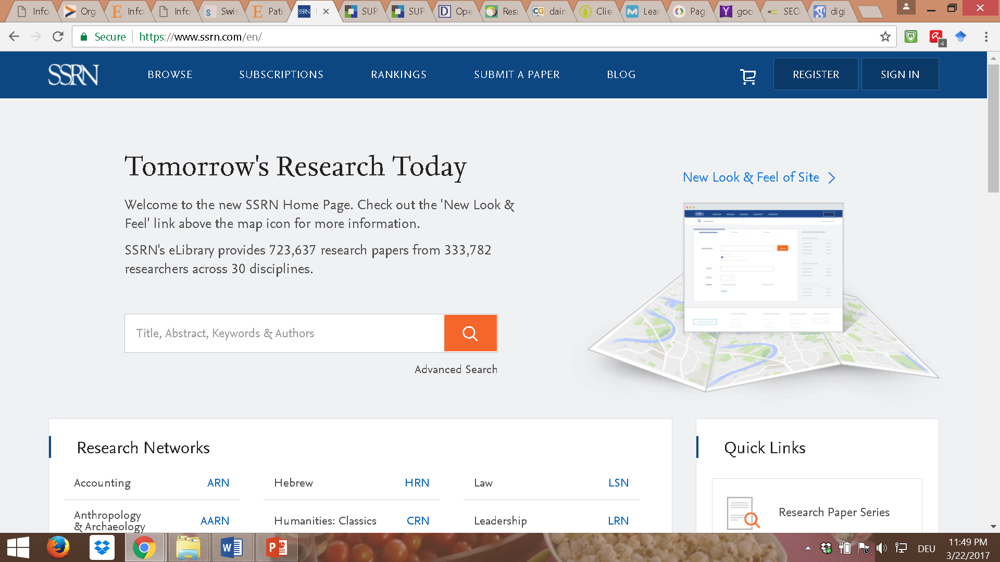 Info
Org
Info
Info
Swis
Pati
SUP
SUP
Ope
Resu
dain
Clie
Lear
Pag
goo
SEO
digi
Secure
https://www.ssrn.com/en/
4
SSRN
BROWSE
SUBSCRIPTIONS
RANKINGS
SUBMIT A PAPER
BLOG
REGISTER
SIGN IN
Tomorrow's Research Today
Welcome to the new SSRN Home Page. Check out the 'New Look &
Feel' link above the map icon for more information.
SSRN's eLibrary provides 723,637 research papers from 333,782
researchers across 30 disciplines.
Title, Abstract, Keywords & Authors
Advanced Search
New Look & Feel of Site
Research Networks
Accounting ARN
Hebrew HRN
Law LSN
Anthropology
& Archaeology AARN
Humanities: Classics CRN
Leadership LRN
Quick Links
Research Paper Series
DEU
11:49 PM
3/22/2017